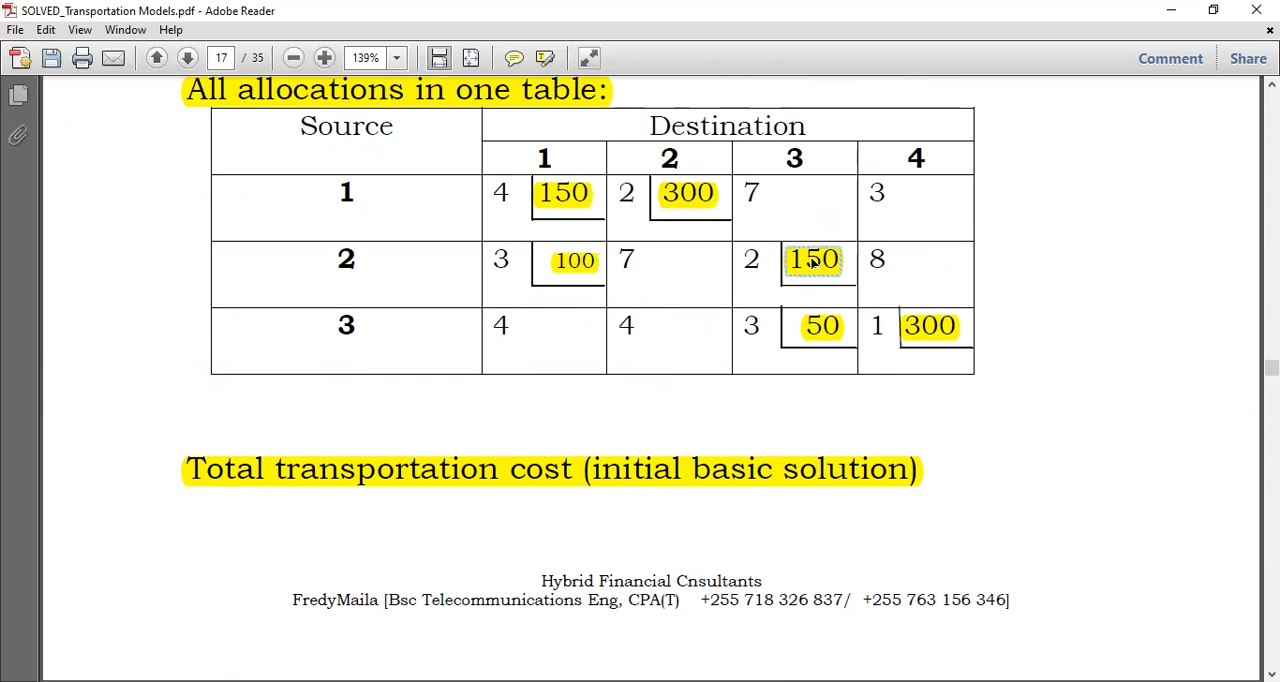 SOLVED_Transportation Models.pdf - Adobe Reader
File Edit View Window Help
17 / 35 139% Comment Share
All allocations in one table:
Source Destination
1 2 3 4
1 4 150 2 300 7 3
2 3 100 7 2 150 8
3 4 4 3 50 1 300
Total transportation cost (initial basic solution)
Hybrid Financial Cnsultants
FredyMaila [Bsc Telecommunications Eng, CPA(T) +255 718 326 837/ +255 763 156 346]